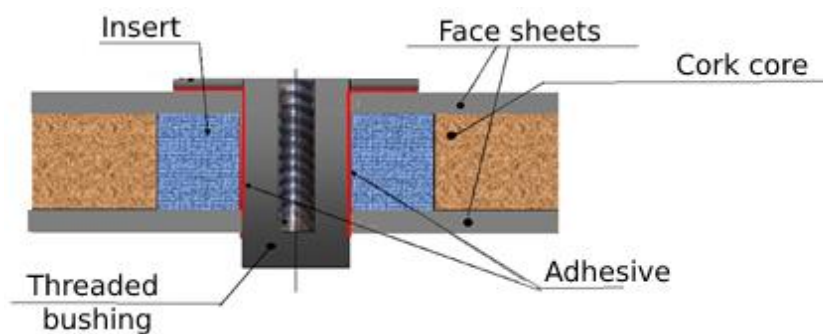 Insert
Face sheets
Cork core
Adhesive
Threaded
bushing